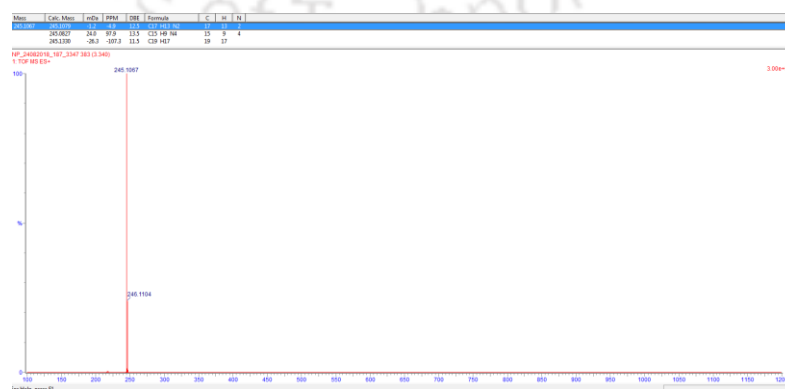 Mass Calc. Mass mDa PPM DBE Formula C H N
245.1067 245.1079 -1.2 -4.9 12.5 C17 H13 N2 17 13 2
245.0827 24.0 97.9 13.5 C15 H9 N4 15 9 4
245.1330 -26.3 -107.3 11.5 C19 H17 19 17
NP_24082016_187_3347 383 (3.340)
1: TOF MS ES+
100
245.1067
3.00e+
%
246.1104
0
100 150 200 250 300 350 400 450 500 550 600 650 700 750 800 850 900 950 1000 1050 1100 1150 120